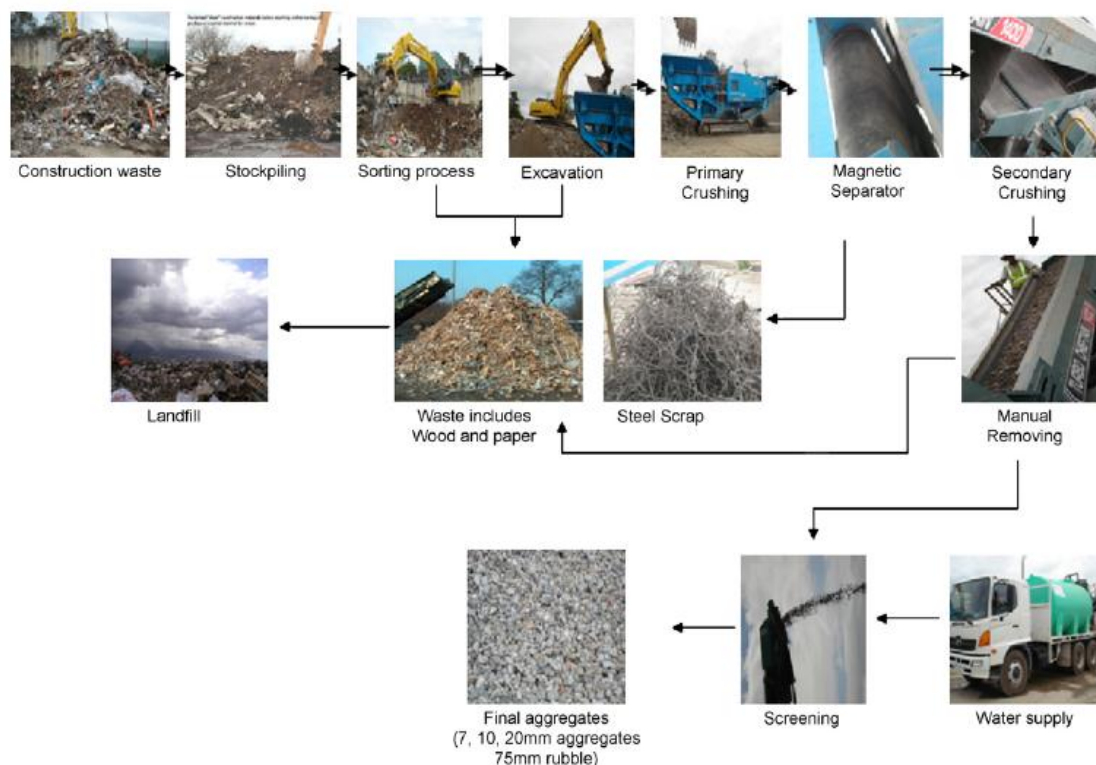 Construction waste
Stockpiling
Sorting process
Excavation
Primary
Crushing
Magnetic
Separator
1400
Secondary
Crushing
Landfill
Waste includes
Wood and paper
Steel Scrap
Manual
Removing
Final aggregates
(7, 10, 20mm aggregates
75mm rubble)
Screening
Water supply